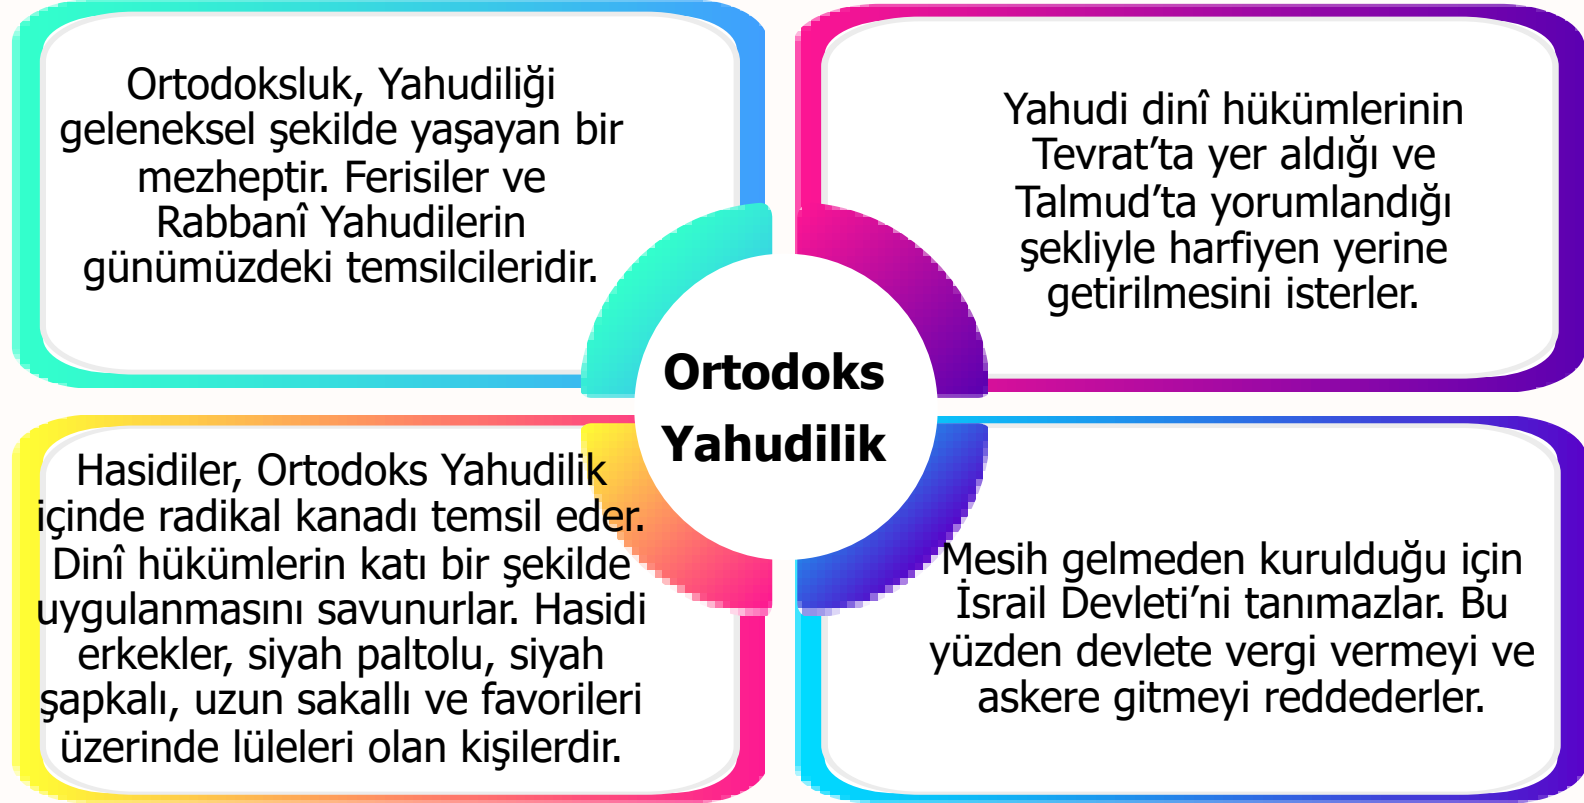 Ortodoksluk, Yahudiliği
geleneksel şekilde yaşayan bir
mezheptir. Ferisiler ve
Rabbanî Yahudilerin
günümüzdeki temsilcileridir.
Yahudi dinî hükümlerinin
Tevrat’ta yer aldığı ve
Talmud’ta yorumlandığı
şekliyle harfiyen yerine
getirilmesini isterler.
Ortodoks
Yahudilik
Hasidiler, Ortodoks Yahudilik
içinde radikal kanadı temsil eder.
Dinî hükümlerin katı bir şekilde
uygulanmasını savunurlar. Hasidi
erkekler, siyah paltolu, siyah
şapkalı, uzun sakallı ve favorileri
üzerinde lüleleri olan kişilerdir.
Mesih gelmeden kurulduğu için
İsrail Devleti’ni tanımazlar. Bu
yüzden devlete vergi vermeyi ve
askere gitmeyi reddederler.